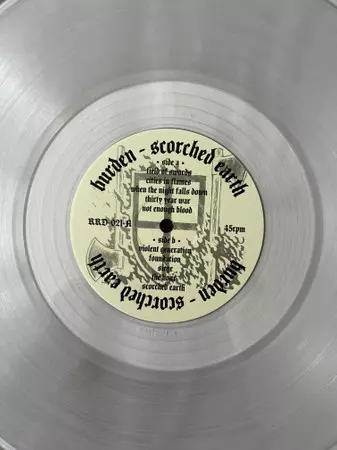 burden - scorched earth
• side a •
field of swords
cities in flames
when the night falls down
thirty year war
not enough blood
RRD-021-A
45rpm
• side b •
violent generation
foundation
siege
scorched earth
burden - scorched earth